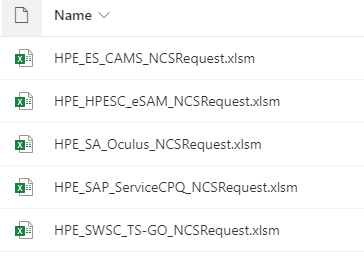 Name
HPE_ES_CAMS_NCSRequest.xlsm
HPE_HPESC_eSAM_NCSRequest.xlsm
HPE_SA_Oculus_NCSRequest.xlsm
HPE_SAP_ServiceCPQ_NCSRequest.xlsm
HPE_SWSC_TS-GO_NCSRequest.xlsm